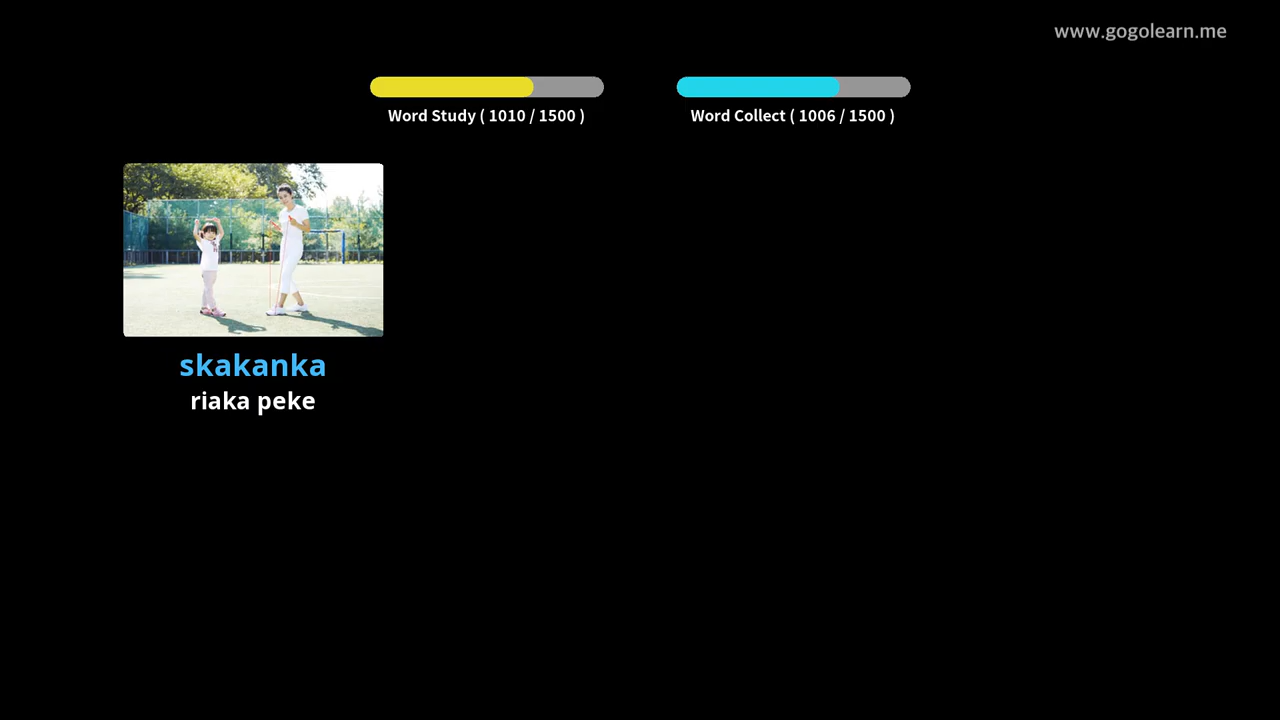 www.gogolearn.me
Word Study ( 1010 / 1500 )
Word Collect ( 1006 / 1500 )
skakanka
riaka peke